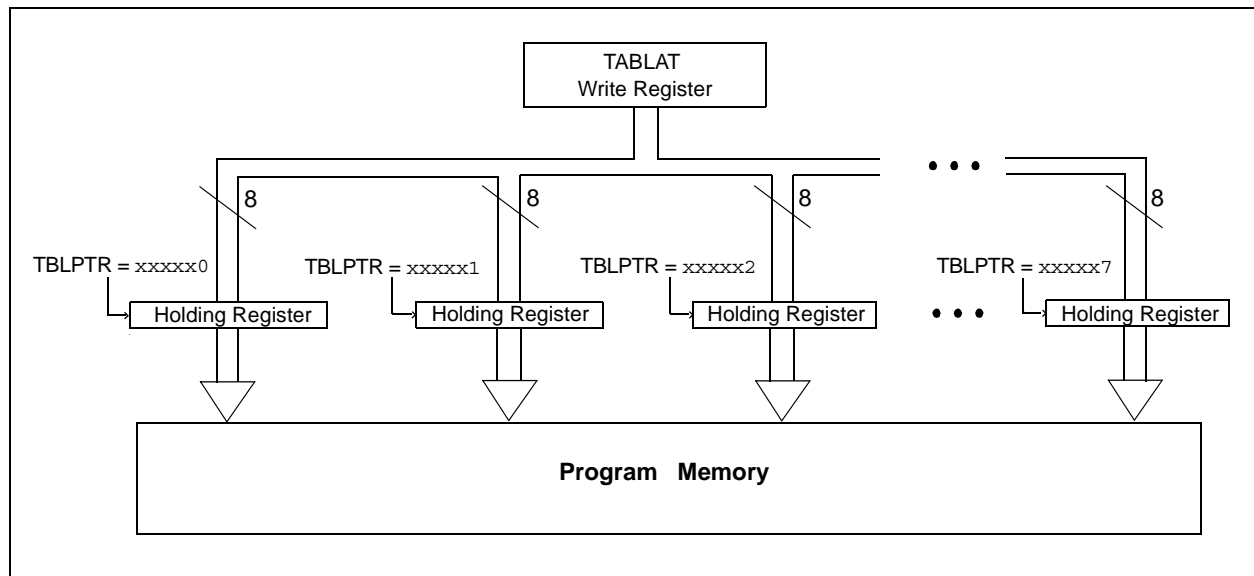 TABLAT
Write Register
8
8
8
8
TBLPTR = xxxxx0
TBLPTR = xxxxx1
TBLPTR = xxxxx2
TBLPTR = xxxxx7
Holding Register
Holding Register
Holding Register
Holding Register
Program Memory